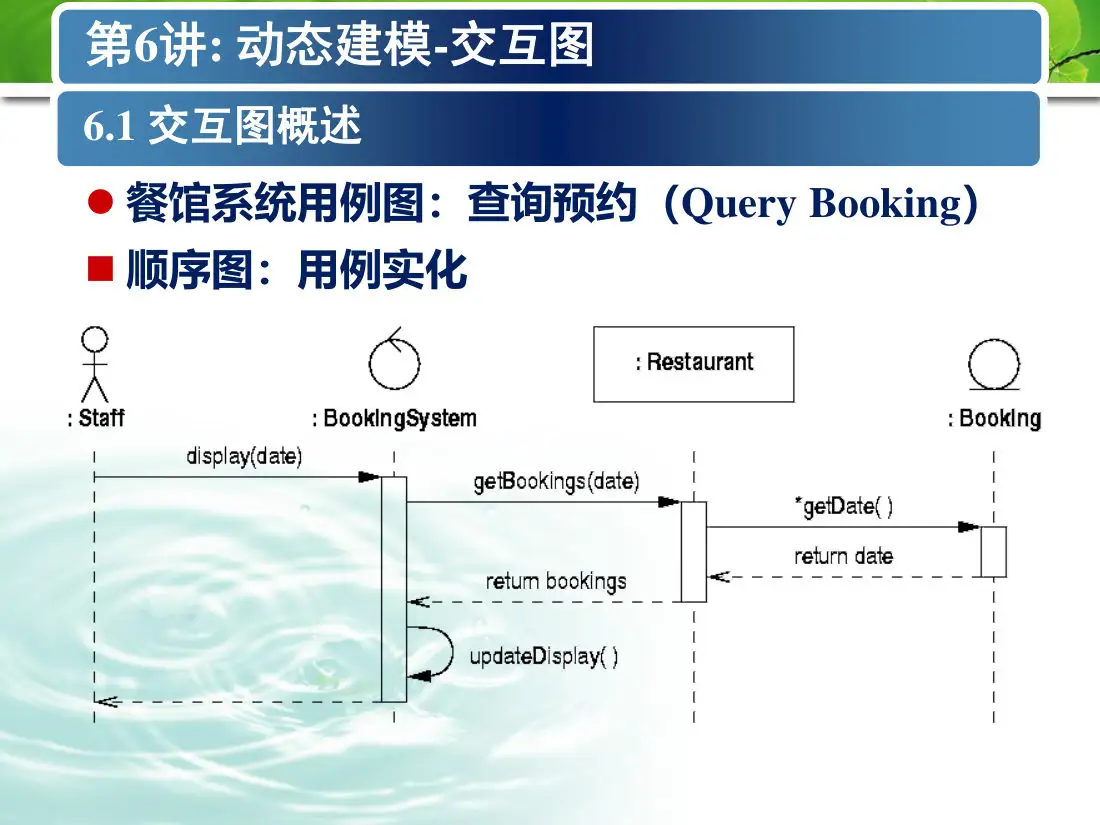 第6讲: 动态建模-交互图
6.1 交互图概述
餐馆系统用例图：查询预约（Query Booking）
顺序图：用例实化
: Staff
: BookingSystem
: Restaurant
: Booking
display(date)
getBookings(date)
*getDate( )
return date
return bookings
updateDisplay( )